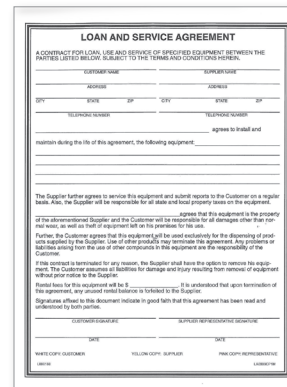 LOAN AND SERVICE AGREEMENT
A CONTRACT FOR LOAN, USE AND SERVICE OF SPECIFIED EQUIPMENT BETWEEN THE
PARTIES LISTED BELOW. SUBJECT TO THE TERMS AND CONDITIONS HEREIN.
CUSTOMER NAME SUPPLIER NAME
ADDRESS ADDRESS
CITY STATE ZIP CITY STATE ZIP
TELEPHONE NUMBER TELEPHONE NUMBER
agrees to install and
maintain during the life of this agreement, the following equipment:
The Supplier further agrees to service this equipment and submit reports to the Customer on a regular
basis. Also, the Supplier will be responsible for all state and local property taxes on the equipment.
agrees that this equipment is the property
of the aforementioned Supplier and the Customer will be responsible for all damages other than nor-
mal wear, as well as theft of equipment left on his premises for his use.
Further, the Customer agrees that this equipment will be used exclusively for the dispensing of prod-
ucts supplied by the Supplier. Use of other products may terminate this agreement. Any problems or
liabilities arising from the use of other compounds in this equipment are the responsibility of the
Customer.
If this contract is terminated for any reason, the Supplier shall have the option to remove his equip-
ment. The Customer assumes all liabilities for damage and injury resulting from removal of equipment
without prior notice to the Supplier.
Rental fees for this equipment will be $ . It is understood that upon termination of
this agreement, any unused rental balance is forfeited to the Supplier.
Signatures affixed to this document indicate in good faith that this agreement has been read and
understood by both parties.
CUSTOMER SIGNATURE SUPPLIER REPRESENTATIVE SIGNATURE
DATE DATE
WHITE COPY: CUSTOMER YELLOW COPY: SUPPLIER PINK COPY: REPRESENTATIVE